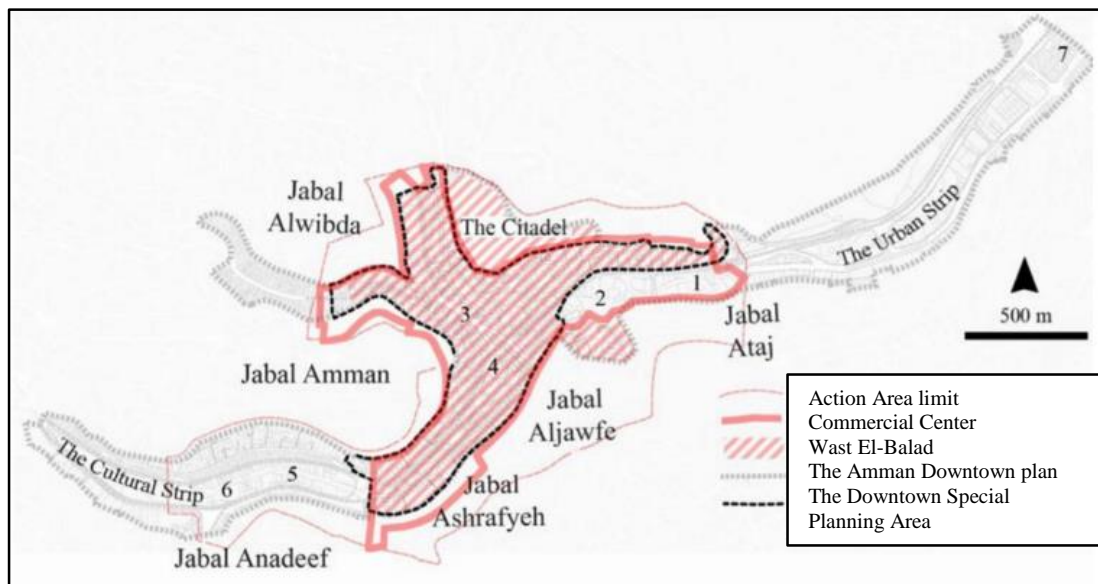 7
The Urban Strip
Jabal
Alwibda
The Citadel
1
2
3
500 m
Jabal
Ataj
Jabal Amman
4
Jabal
Aljawfe
The Cultural Strip
5
6
Jabal
Ashrafyeh
Jabal Anadeef
Action Area limit
Commercial Center
Wast El-Balad
The Amman Downtown plan
The Downtown Special
Planning Area